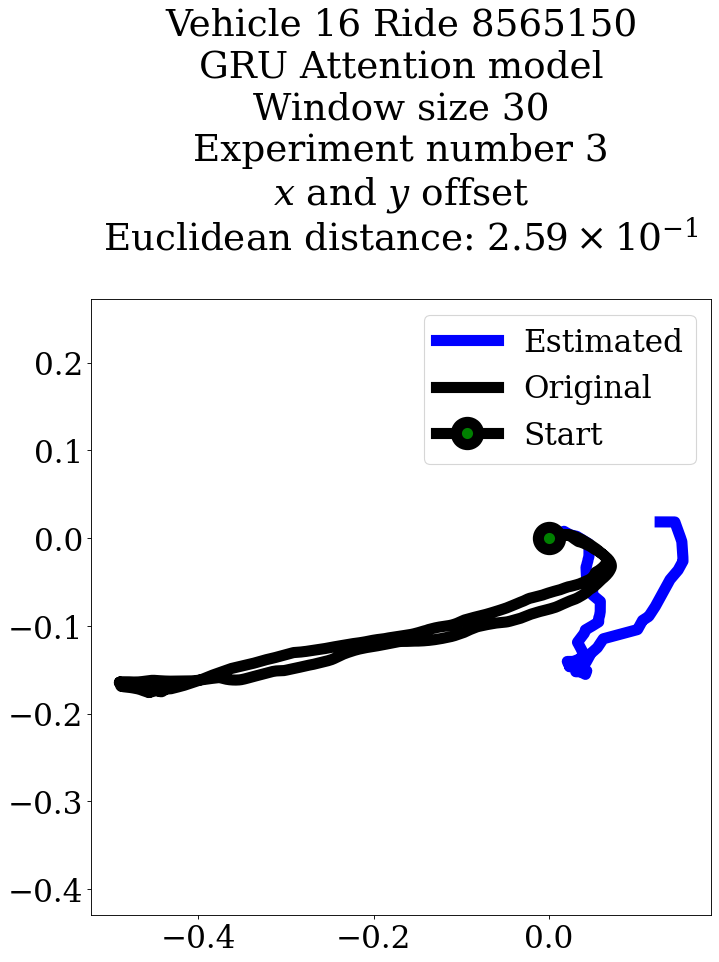 Vehicle 16 Ride 8565150
GRU Attention model
Window size 30
Experiment number 3
x and y offset
Euclidean distance: 2.59 × 10⁻¹
Estimated
Original
Start
0.2
0.1
0.0
−0.1
−0.2
−0.3
−0.4
−0.4 −0.2 0.0